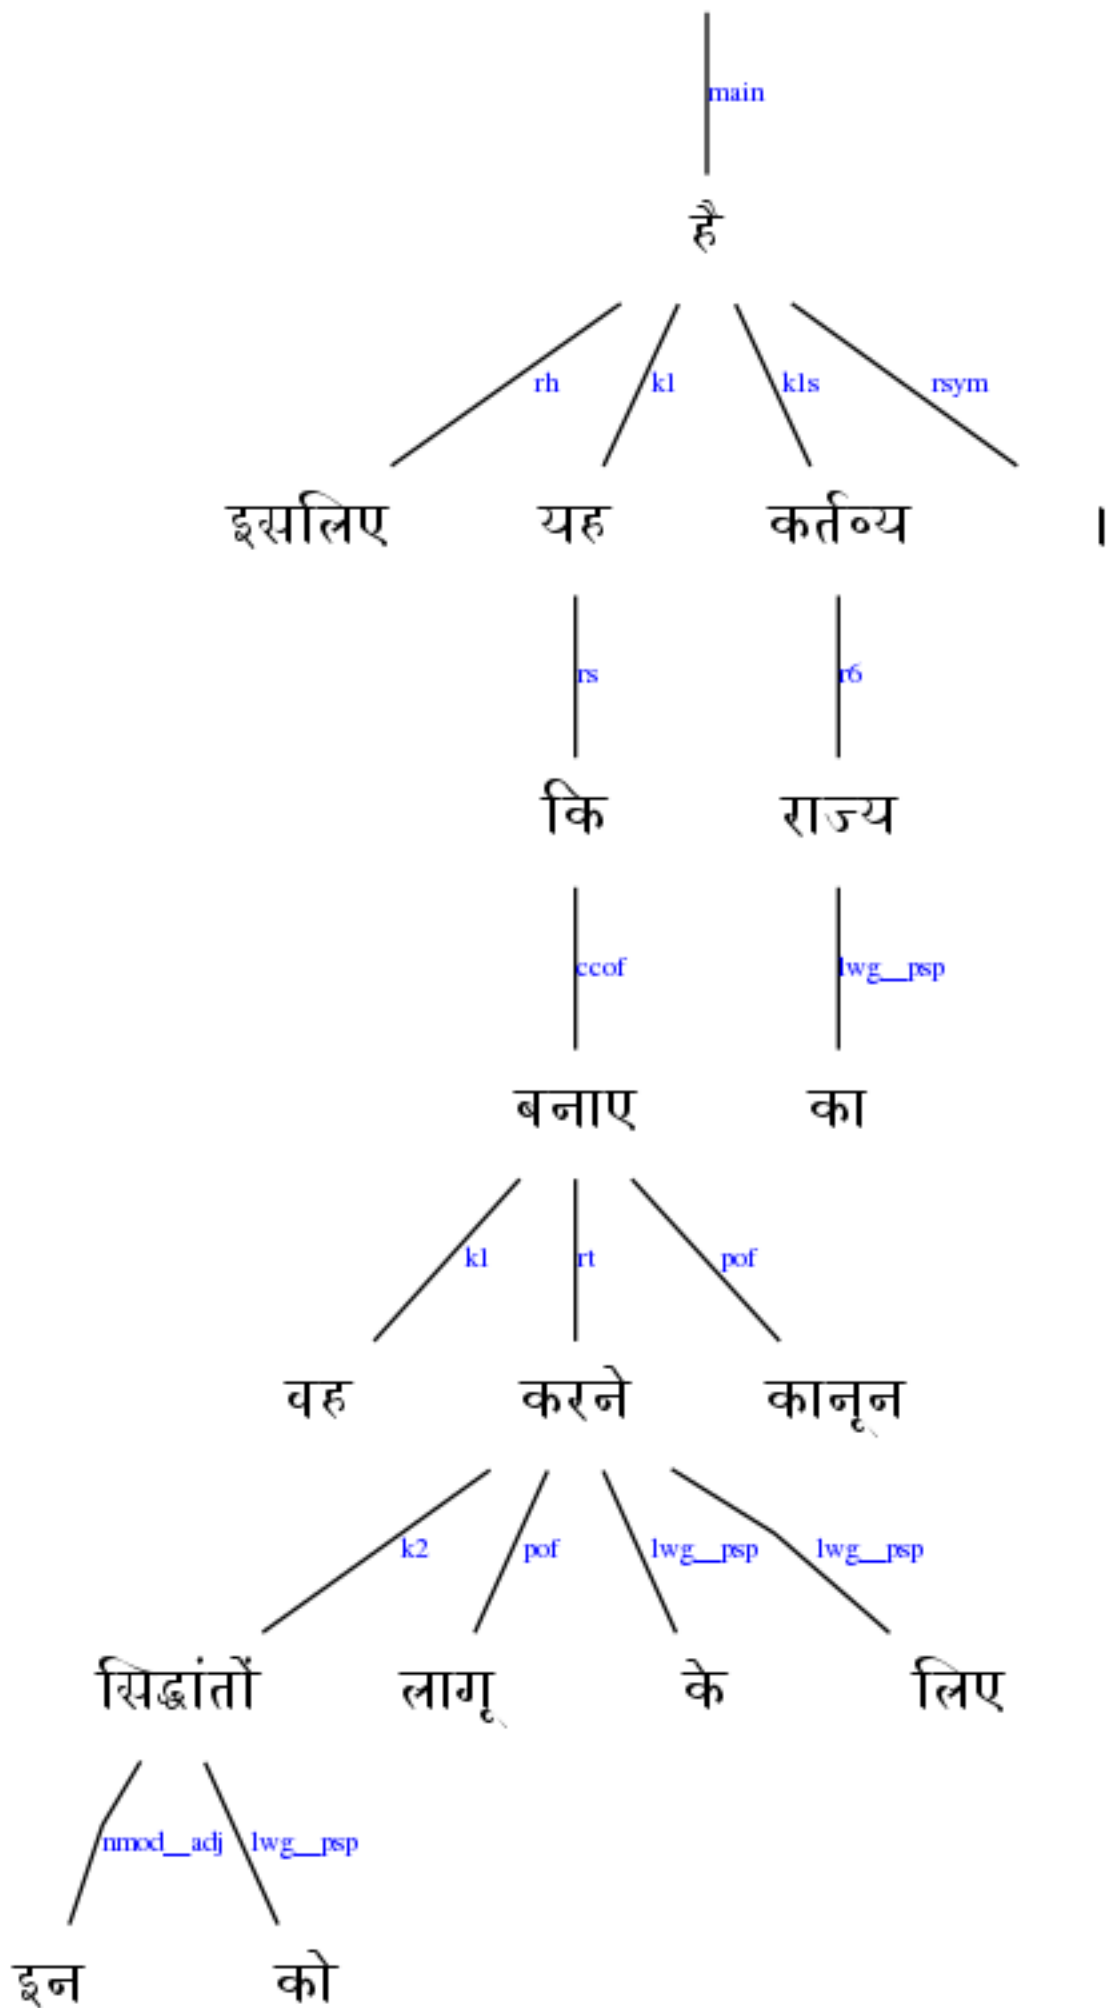 main
है
rh k1 k1s rsym
इसलिए यह कर्तव्य ।
rs r6
कि राज्य
ccof lwg__psp
बनाए का
k1 rt pof
वह करने कानून
k2 pof lwg__psp lwg__psp
सिद्धांतों लागू के लिए
nmod__adj lwg__psp
इन को